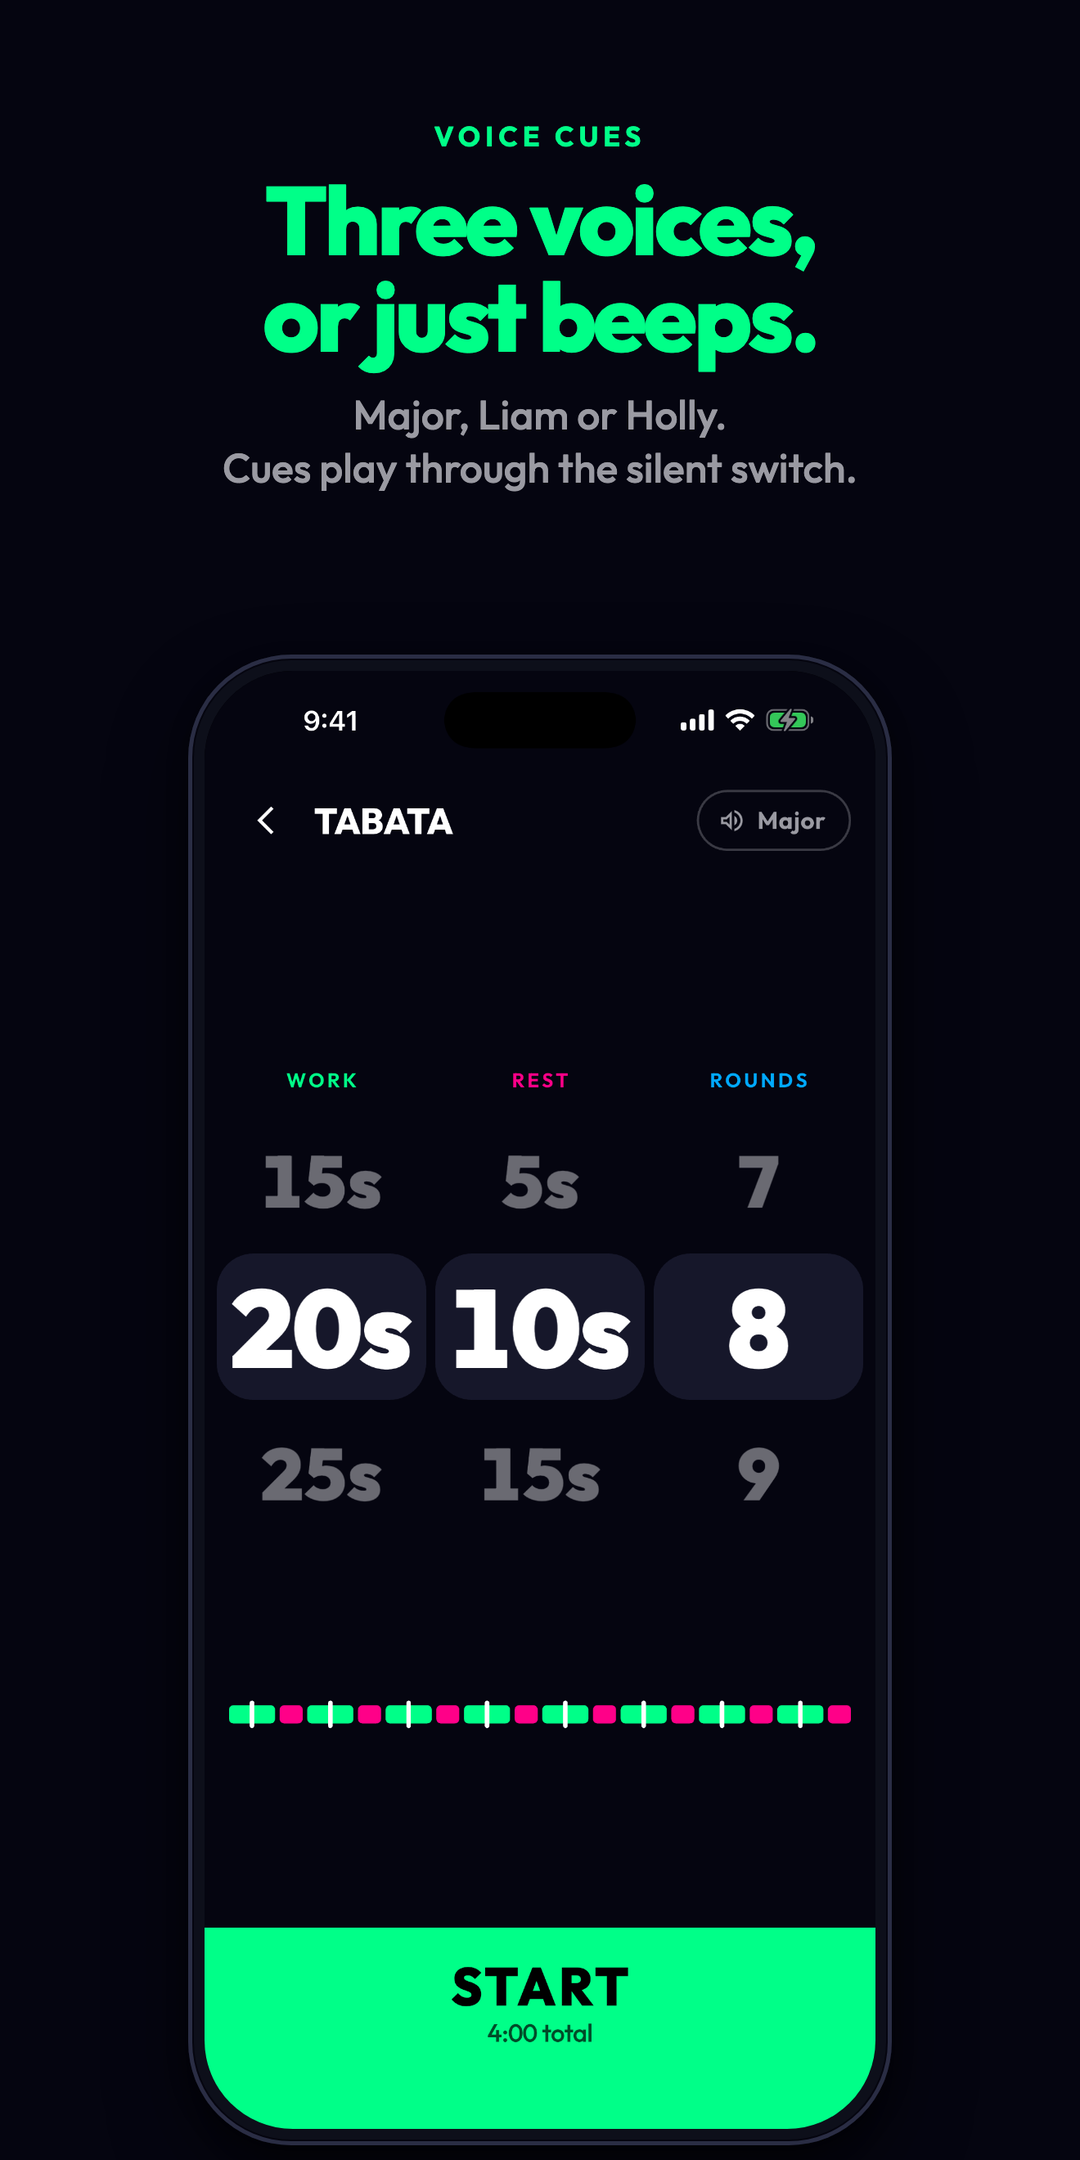 VOICE CUES
Three voices,
or just beeps.
Major, Liam or Holly.
Cues play through the silent switch.
9:41
TABATA
Major
WORK REST ROUNDS
15s 5s 7
20s 10s 8
25s 15s 9
START
4:00 total